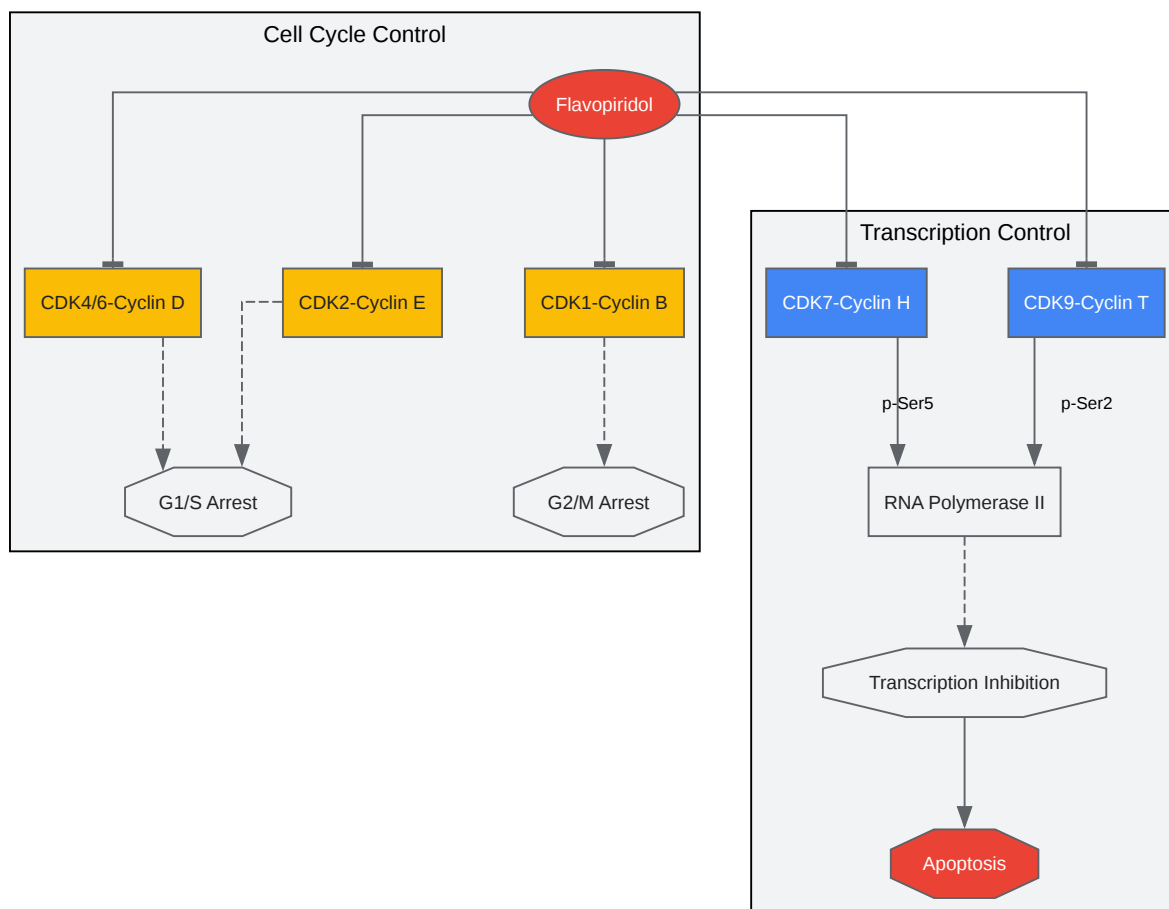 Cell Cycle Control
Flavopiridol
Transcription Control
CDK4/6-Cyclin D
CDK2-Cyclin E
CDK1-Cyclin B
CDK7-Cyclin H
CDK9-Cyclin T
p-Ser5
p-Ser2
G1/S Arrest
G2/M Arrest
RNA Polymerase II
Transcription Inhibition
Apoptosis